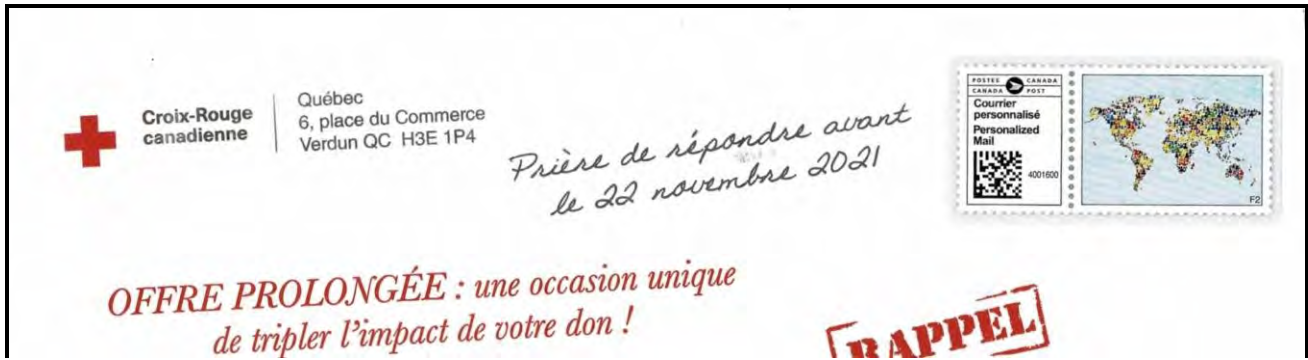 Croix-Rouge
canadienne
Québec
6, place du Commerce
Verdun QC H3E 1P4
Prière de répondre avant
le 22 novembre 2021
POSTES CANADA
CANADA POST
Courrier
personnalisé
Personalized
Mail
4001600
F2
OFFRE PROLONGÉE : une occasion unique
de tripler l'impact de votre don !
RAPPEL